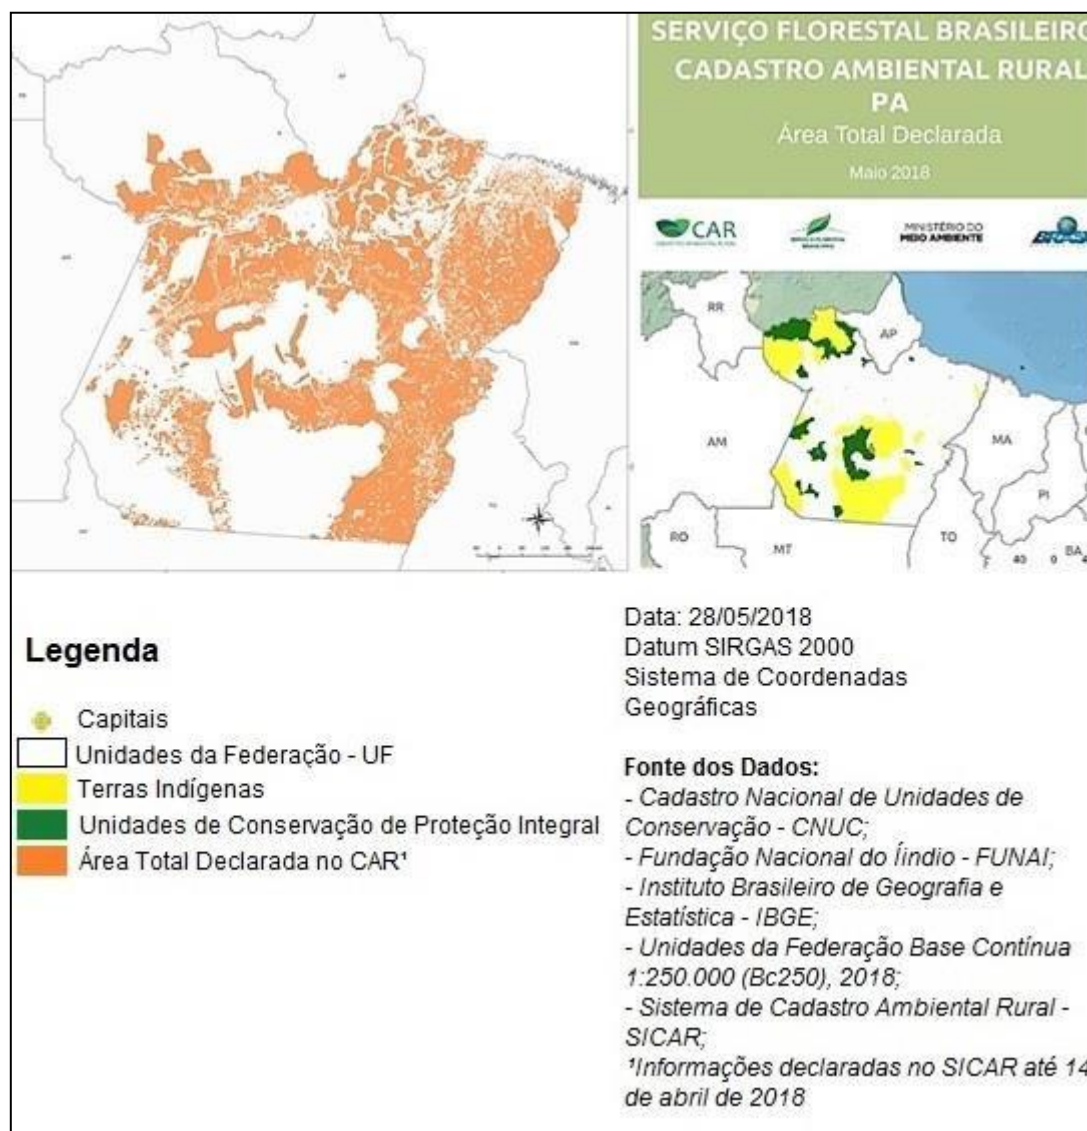 SERVIÇO FLORESTAL BRASILEIRO
CADASTRO AMBIENTAL RURAL
PA
Área Total Declarada
Maio 2018
CAR
MINISTÉRIO DO
MEIO AMBIENTE
RR
AP
AM
MA
PI
RO
MT
TO
BA
40 0 4
Legenda
Capitais
Unidades da Federação - UF
Terras Indígenas
Unidades de Conservação de Proteção Integral
Área Total Declarada no CAR¹
Data: 28/05/2018
Datum SIRGAS 2000
Sistema de Coordenadas
Geográficas
Fonte dos Dados:
- Cadastro Nacional de Unidades de
Conservação - CNUC;
- Fundação Nacional do Íindio - FUNAI;
- Instituto Brasileiro de Geografia e
Estatística - IBGE;
- Unidades da Federação Base Contínua
1:250.000 (Bc250), 2018;
- Sistema de Cadastro Ambiental Rural -
SICAR;
¹Informações declaradas no SICAR até 14
de abril de 2018